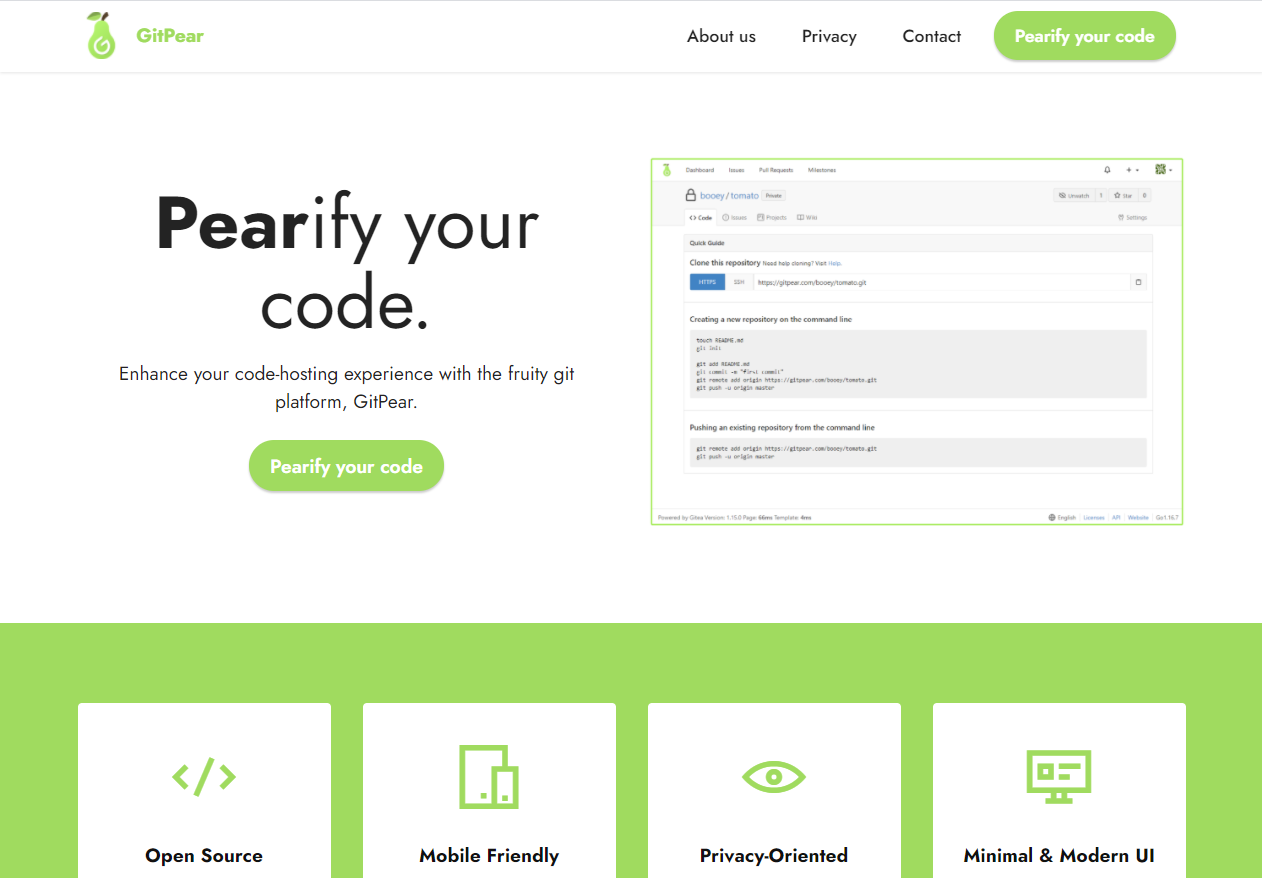 GitPear
About us
Privacy
Contact
Pearify your code
Pearify your
code.
Enhance your code-hosting experience with the fruity git
platform, GitPear.
Pearify your code
Dashboard Issues Pull Requests Milestones
booey / tomato Private
Unwatch 1 Star 0
Code Issues Projects Wiki
Settings
Quick Guide
Clone this repository Need help cloning? Visit Help.
HTTPS SSH https://gitpear.com/booey/tomato.git
Creating a new repository on the command line
touch README.md
git init
git add README.md
git commit -m "first commit"
git remote add origin https://gitpear.com/booey/tomato.git
git push -u origin master
Pushing an existing repository from the command line
git remote add origin https://gitpear.com/booey/tomato.git
git push -u origin master
Powered by Gitea Version: 1.15.0 Page: 66ms Template: 4ms
English Licenses API Website Go1.16.7
Open Source
Mobile Friendly
Privacy-Oriented
Minimal & Modern UI